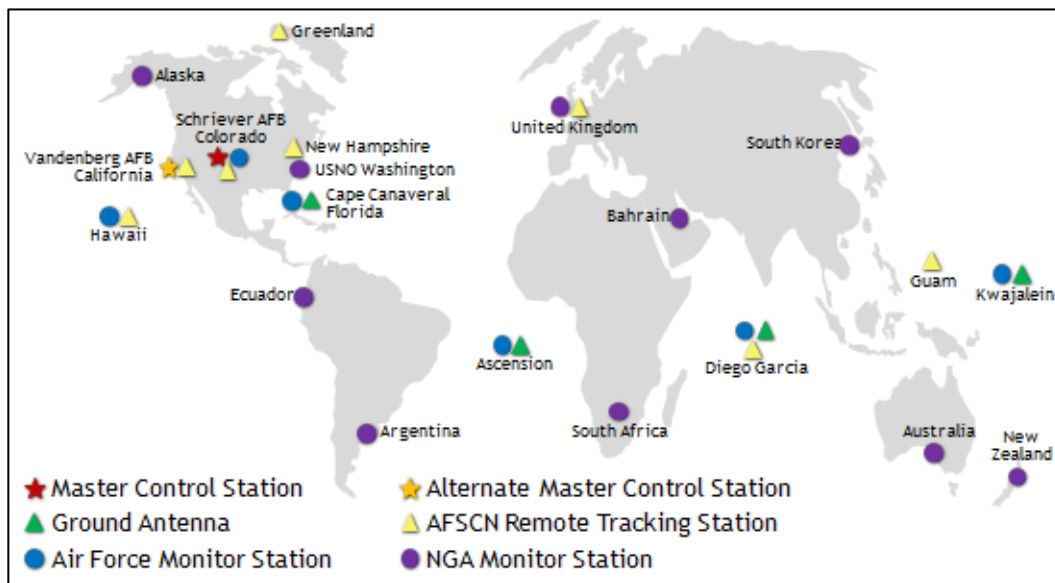 Greenland
Alaska
Schriever AFB
Colorado
New Hampshire
Vandenberg AFB
California
USNO Washington
Cape Canaveral
Florida
Hawaii
United Kingdom
South Korea
Bahrain
Guam
Kwajalein
Ecuador
Ascension
Diego Garcia
Argentina
South Africa
Australia
New
Zealand
Master Control Station
Alternate Master Control Station
Ground Antenna
AFSCN Remote Tracking Station
Air Force Monitor Station
NGA Monitor Station